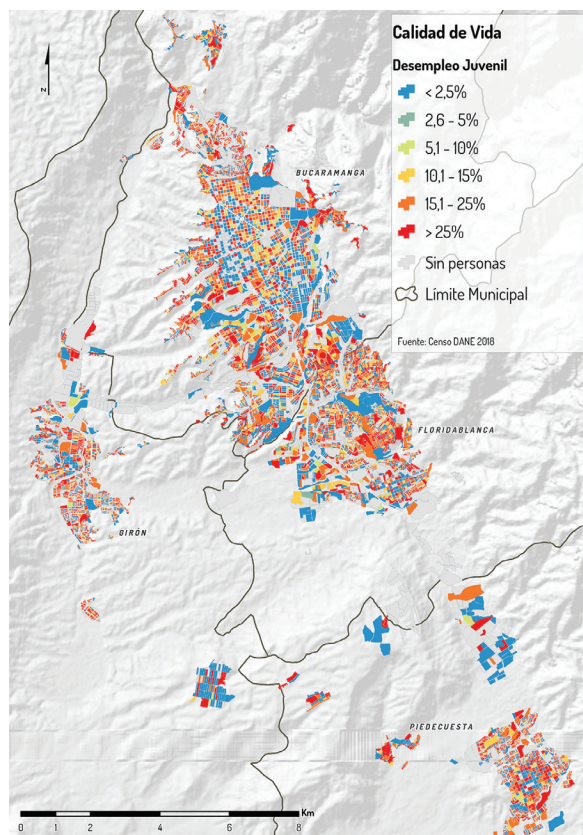 Calidad de Vida
Desempleo Juvenil
< 2,5%
2,6 - 5%
5,1 - 10%
10,1 - 15%
15,1 - 25%
> 25%
Sin personas
Límite Municipal
Fuente: Censo DANE 2018
N
BUCARAMANGA
FLORIDABLANCA
GIRÓN
PIEDECUESTA
Km
0 1 2 4 6 8